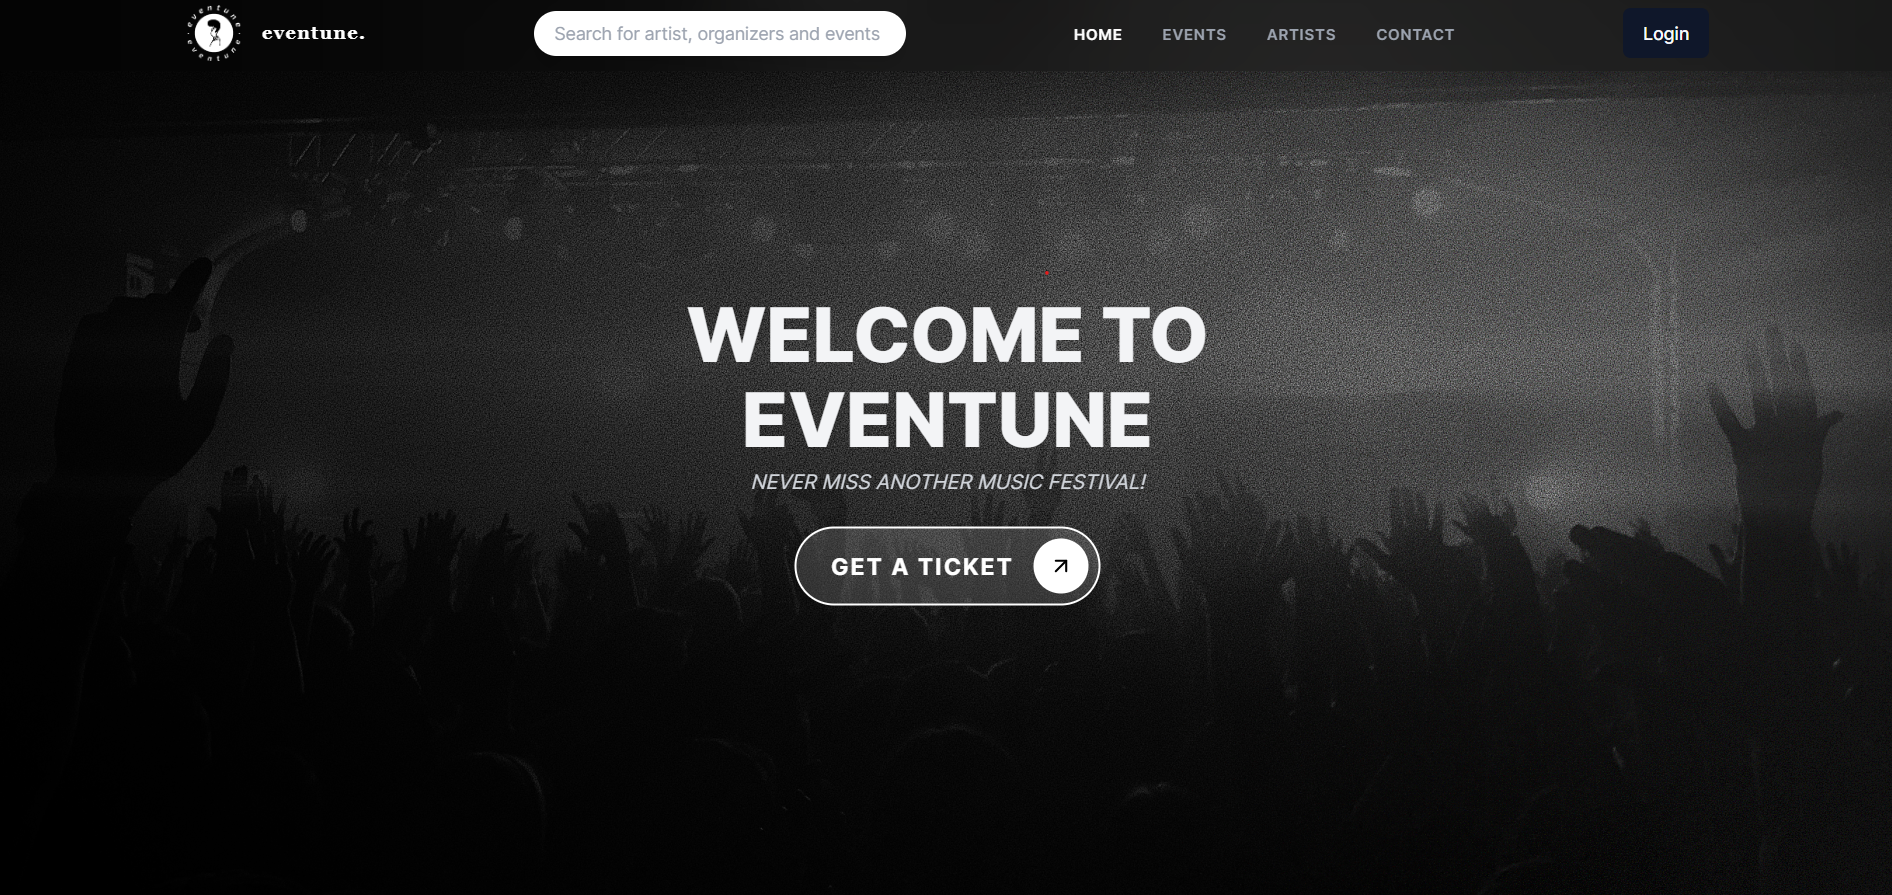 eventune · eventune ·
eventune.
Search for artist, organizers and events
HOME
EVENTS
ARTISTS
CONTACT
Login
WELCOME TO
EVENTUNE
NEVER MISS ANOTHER MUSIC FESTIVAL!
GET A TICKET